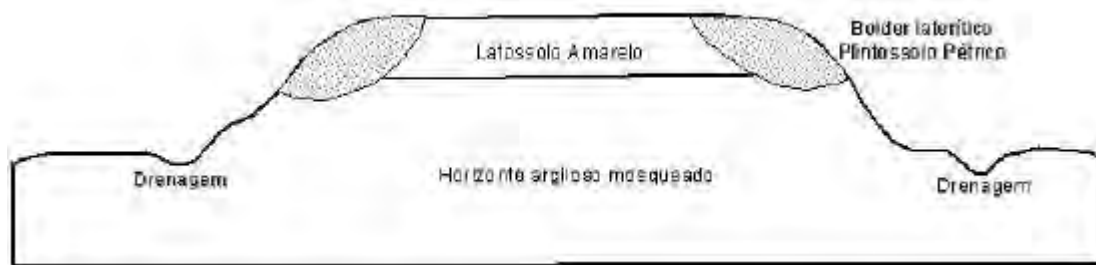 Bolder laterítico
Plintossolo Pétrico
Latossolo Amarelo
Drenagem
Horizonte argiloso mosqueado
Drenagem